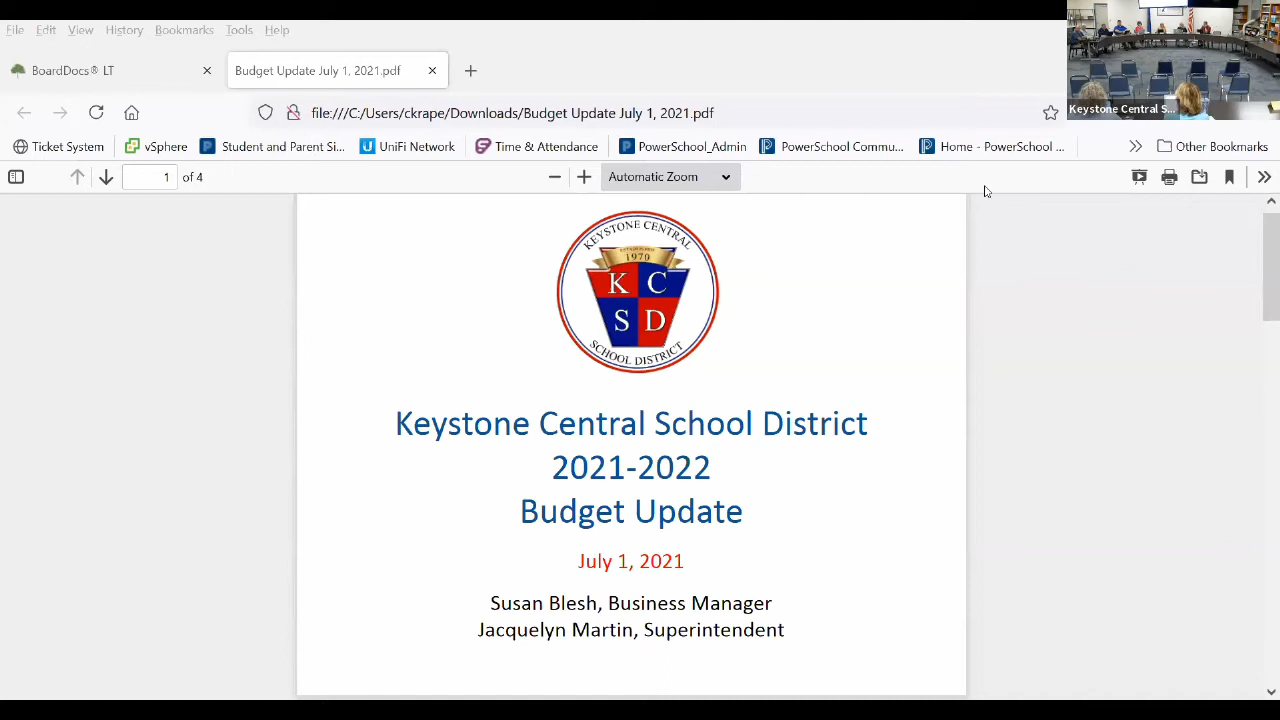 File Edit View History Bookmarks Tools Help
BoardDocs® LT
Budget Update July 1, 2021.pdf
file:///C:/Users/drape/Downloads/Budget Update July 1, 2021.pdf
Keystone Central S...
Ticket System vSphere Student and Parent Si... UniFi Network Time & Attendance PowerSchool_Admin PowerSchool Commu... Home - PowerSchool ... Other Bookmarks
1 of 4 Automatic Zoom
KEYSTONE CENTRAL
1970
K C
S D
SCHOOL DISTRICT
Keystone Central School District
2021-2022
Budget Update
July 1, 2021
Susan Blesh, Business Manager
Jacquelyn Martin, Superintendent